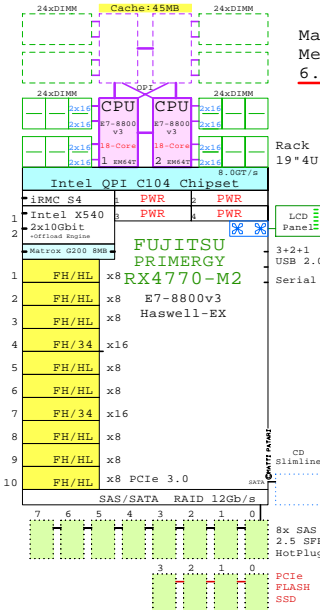 24xDIMM Cache:45MB 24xDIMM
Ma
Me
6.
QPI
24xDIMM 24xDIMM
CPU CPU
2x16 E7-8800 E7-8800 2x16
2x16 v3 v3 2x16
2x16 18-Core 18-Core 2x16
2x16 1 EM64T 2 EM64T 2x16
Rack
19"4U
8.0GT/s
Intel QPI C104 Chipset
iRMC S4 1 PWR 2 PWR
1 Intel X540 3 PWR 4 PWR
2x10Gbit
2 +Offload Engine
LCD
Panel
Matrox G200 8MB
FUJITSU
PRIMERGY
RX4770-M2
E7-8800v3
Haswell-EX
3+2+1
USB 2.0
Serial
1 FH/HL x8
2 FH/HL x8
3 FH/HL x8
4 FH/34 x16
5 FH/HL x8
6 FH/HL x8
7 FH/34 x16
8 FH/HL x8
9 FH/HL x8
10 FH/HL x8 PCIe 3.0
©MATTI PATARI
CD
Slimline
SATA
SAS/SATA RAID 12Gb/s
7 6 5 4 3 2 1 0
8x SAS
2.5 SFF
HotPlug
3 2 1 0
PCIe
FLASH
SSD